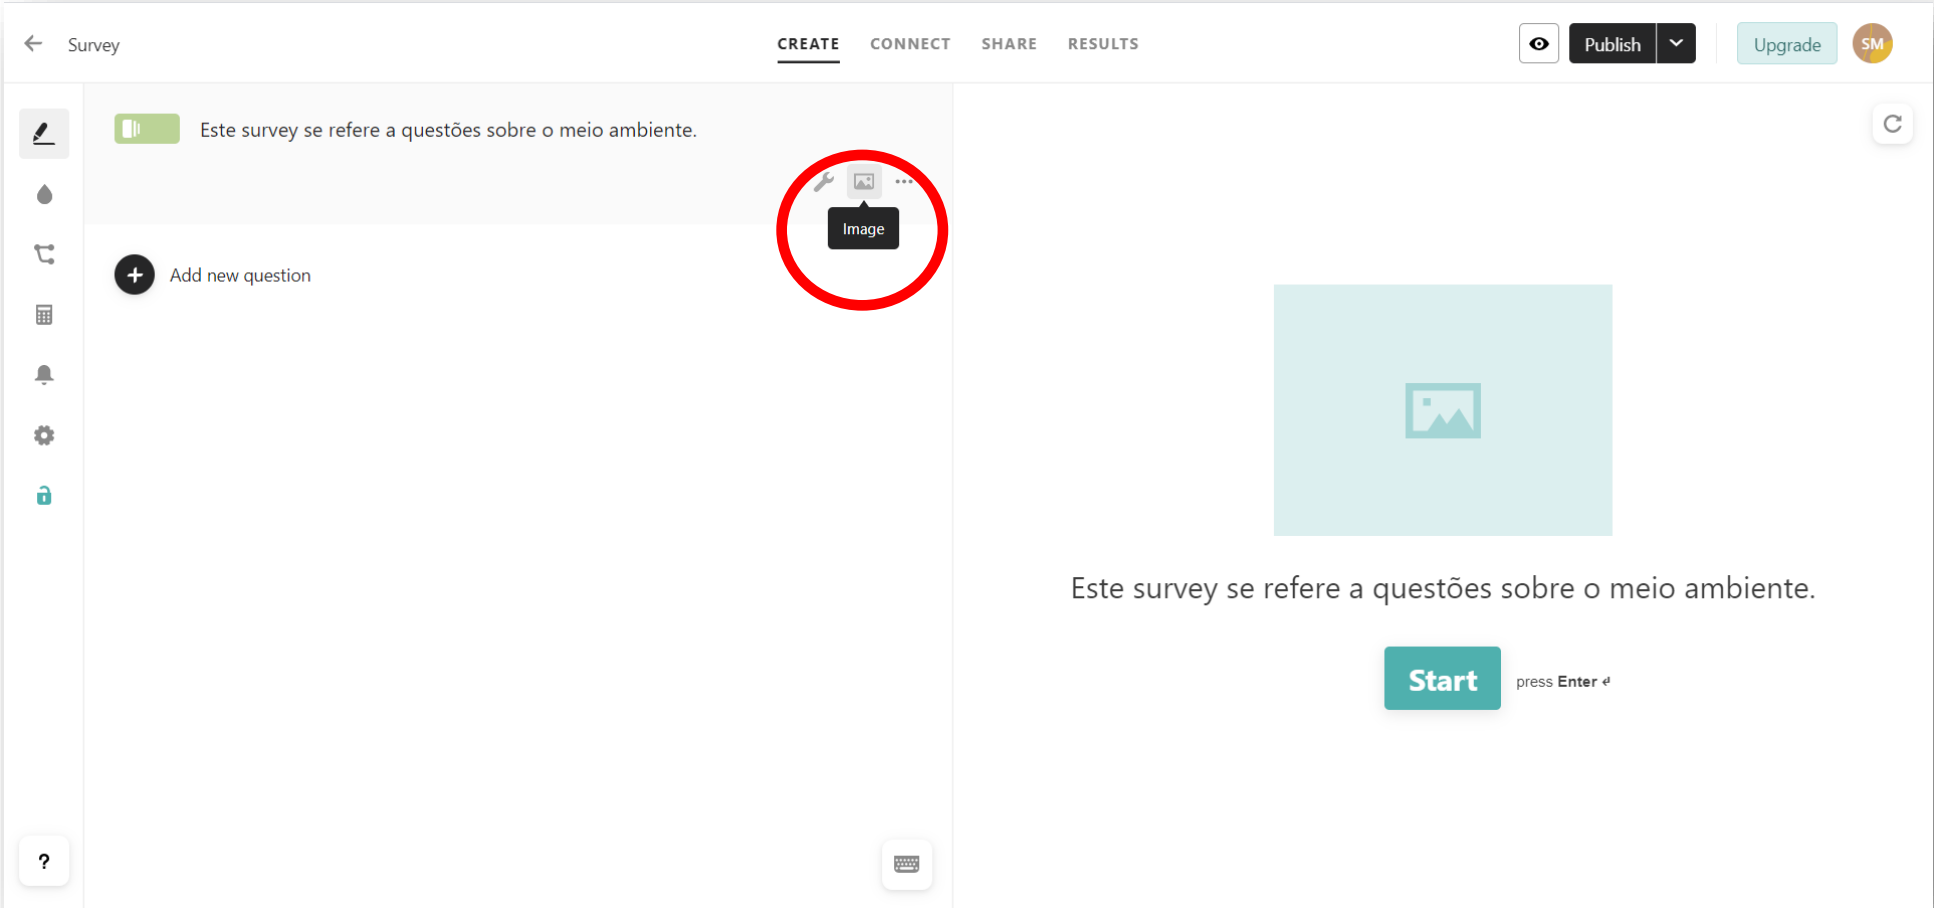 Survey
CREATE CONNECT SHARE RESULTS
Publish
Upgrade
SM
Este survey se refere a questões sobre o meio ambiente.
Image
+ Add new question
Este survey se refere a questões sobre o meio ambiente.
Start
press Enter ↵
?